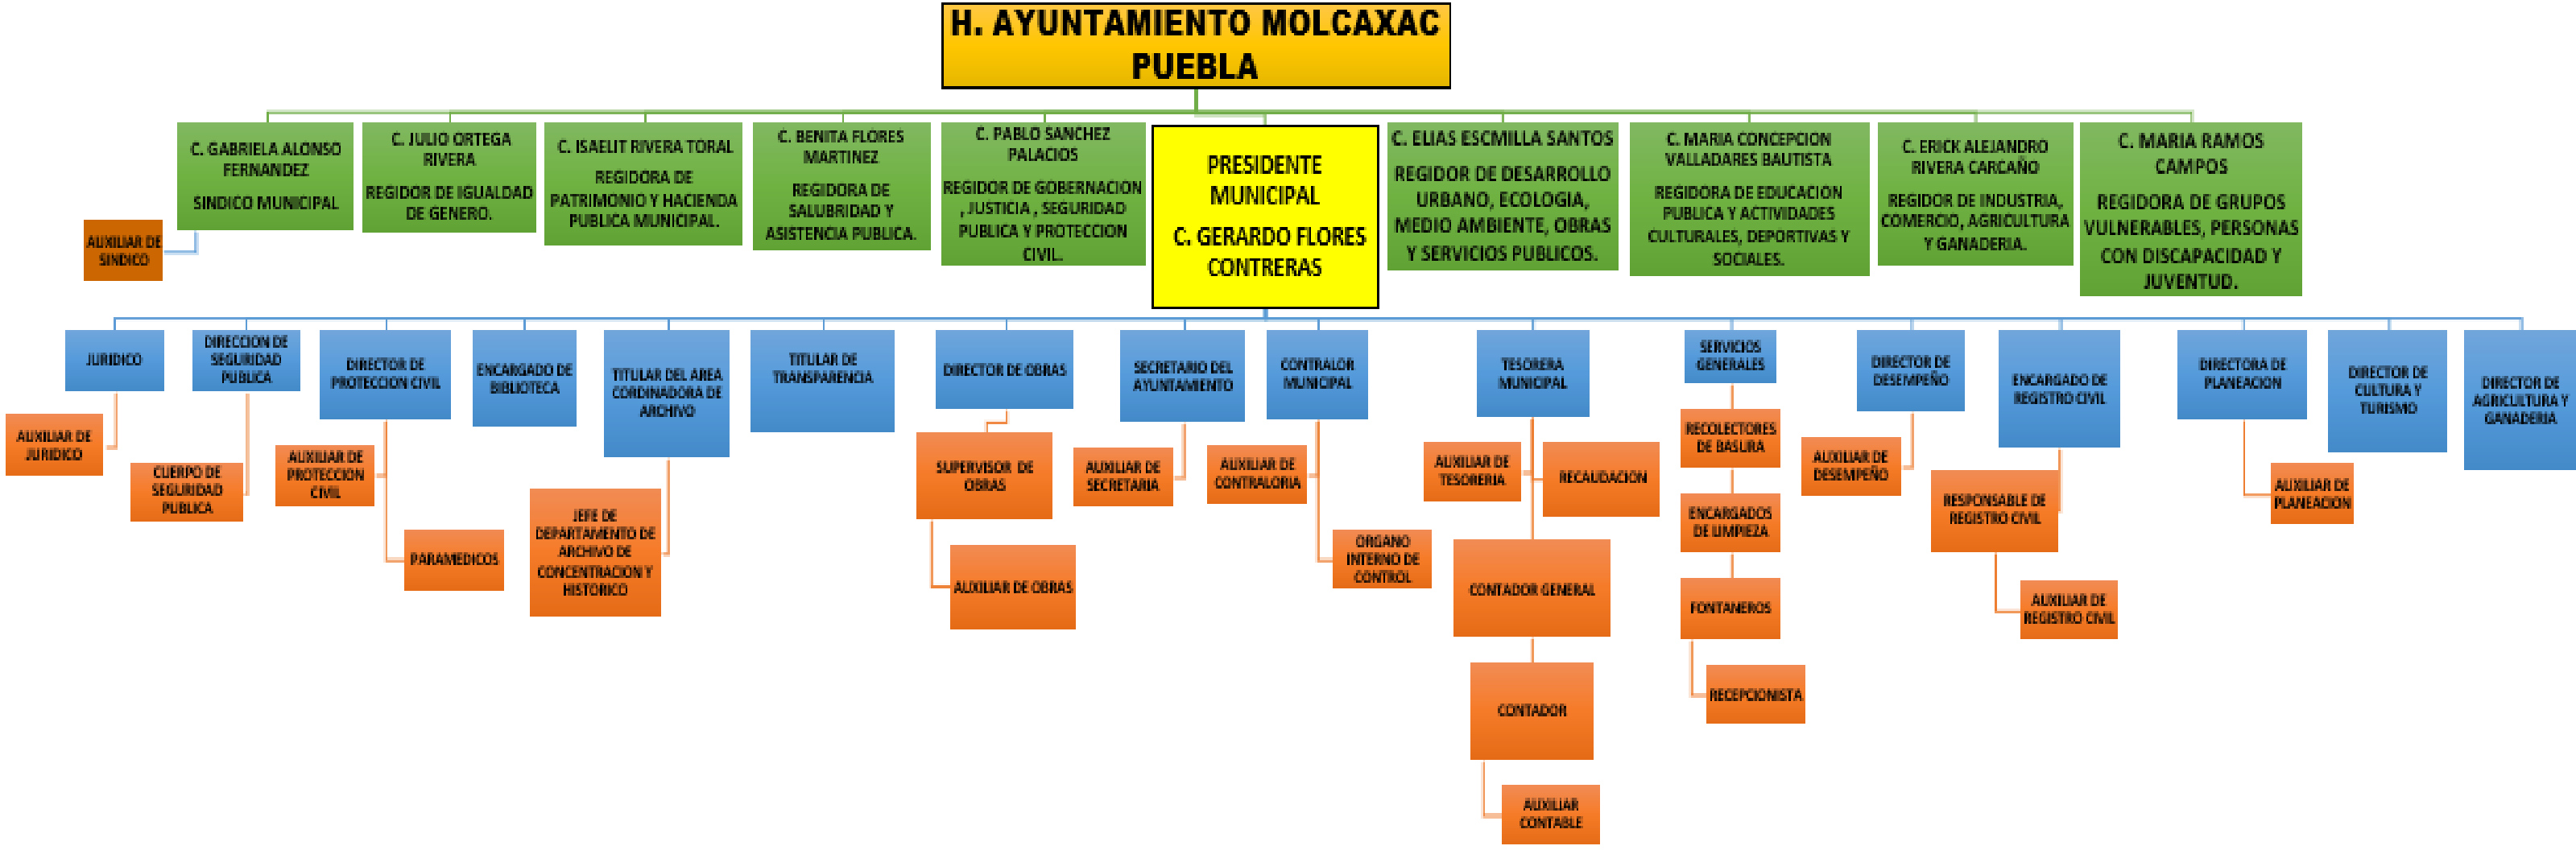 H. AYUNTAMIENTO MOLCAXAC
PUEBLA
C. GABRIELA ALONSO
FERNANDEZ
SINDICO MUNICIPAL
C. JULIO ORTEGA
RIVERA
REGIDOR DE IGUALDAD
DE GENERO.
C. ISAELIT RIVERA TORAL
REGIDORA DE
PATRIMONIO Y HACIENDA
PUBLICA MUNICIPAL.
C. BENITA FLORES
MARTINEZ
REGIDORA DE
SALUBRIDAD Y
ASISTENCIA PUBLICA.
C. PABLO SANCHEZ
PALACIOS
REGIDOR DE GOBERNACION
, JUSTICIA , SEGURIDAD
PUBLICA Y PROTECCION
CIVIL.
PRESIDENTE
MUNICIPAL
C. GERARDO FLORES
CONTRERAS
C. ELIAS ESCMILLA SANTOS
REGIDOR DE DESARROLLO
URBANO, ECOLOGIA,
MEDIO AMBIENTE, OBRAS
Y SERVICIOS PUBLICOS.
C. MARIA CONCEPCION
VALLADARES BAUTISTA
REGIDORA DE EDUCACION
PUBLICA Y ACTIVIDADES
CULTURALES, DEPORTIVAS Y
SOCIALES.
C. ERICK ALEJANDRO
RIVERA CARCAÑO
REGIDOR DE INDUSTRIA,
COMERCIO, AGRICULTURA
Y GANADERIA.
C. MARIA RAMOS
CAMPOS
REGIDORA DE GRUPOS
VULNERABLES, PERSONAS
CON DISCAPACIDAD Y
JUVENTUD.
AUXILIAR DE
SINDICO
JURIDICO
DIRECCION DE
SEGURIDAD
PUBLICA
DIRECTOR DE
PROTECCION CIVIL
ENCARGADO DE
BIBLIOTECA
TITULAR DEL AREA
CORDINADORA DE
ARCHIVO
TITULAR DE
TRANSPARENCIA
DIRECTOR DE OBRAS
SECRETARIO DEL
AYUNTAMIENTO
CONTRALOR
MUNICIPAL
TESORERA
MUNICIPAL
SERVICIOS
GENERALES
DIRECTOR DE
DESEMPEÑO
ENCARGADO DE
REGISTRO CIVIL
DIRECTORA DE
PLANEACION
DIRECTOR DE
CULTURA Y
TURISMO
DIRECTOR DE
AGRICULTURA Y
GANADERIA
AUXILIAR DE
JURIDICO
CUERPO DE
SEGURIDAD
PUBLICA
AUXILIAR DE
PROTECCION
CIVIL
PARAMEDICOS
JEFE DE
DEPARTAMENTO DE
ARCHIVO DE
CONCENTRACION Y
HISTORICO
SUPERVISOR DE
OBRAS
AUXILIAR DE OBRAS
AUXILIAR DE
SECRETARIA
AUXILIAR DE
CONTRALORIA
ORGANO
INTERNO DE
CONTROL
AUXILIAR DE
TESORERIA
RECAUDACION
CONTADOR GENERAL
CONTADOR
AUXILIAR
CONTABLE
RECOLECTORES
DE BASURA
ENCARGADOS
DE LIMPIEZA
FONTANEROS
RECEPCIONISTA
AUXILIAR DE
DESEMPEÑO
RESPONSABLE DE
REGISTRO CIVIL
AUXILIAR DE
REGISTRO CIVIL
AUXILIAR DE
PLANEACION